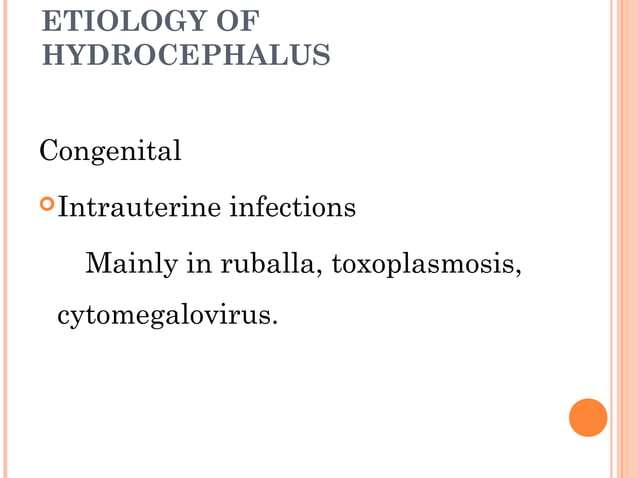 ETIOLOGY OF
HYDROCEPHALUS
Congenital
Intrauterine infections
Mainly in ruballa, toxoplasmosis,
cytomegalovirus.